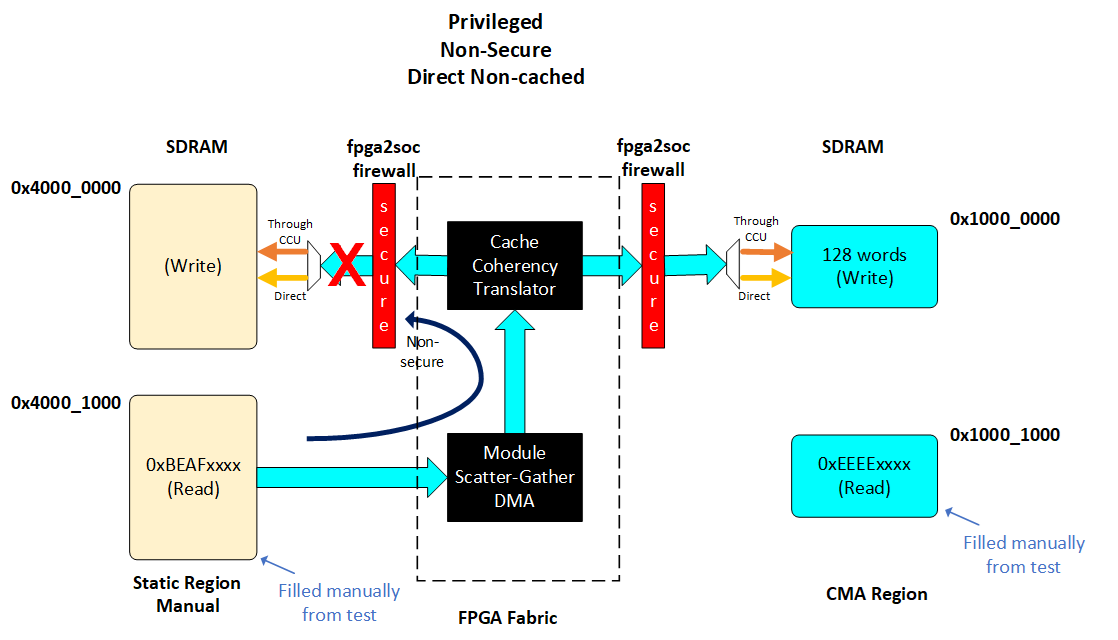 Privileged
Non-Secure
Direct Non-cached
SDRAM
fpga2soc
firewall
fpga2soc
firewall
SDRAM
0x4000_0000
(Write)
Through
CCU
Direct
X
secure
Cache
Coherency
Translator
secure
Through
CCU
Direct
128 words
(Write)
0x1000_0000
Non-
secure
0x4000_1000
0xBEAFxxxx
(Read)
Module
Scatter-Gather
DMA
0xEEEExxxx
(Read)
0x1000_1000
Static Region
Manual
Filled manually
from test
FPGA Fabric
CMA Region
Filled manually
from test